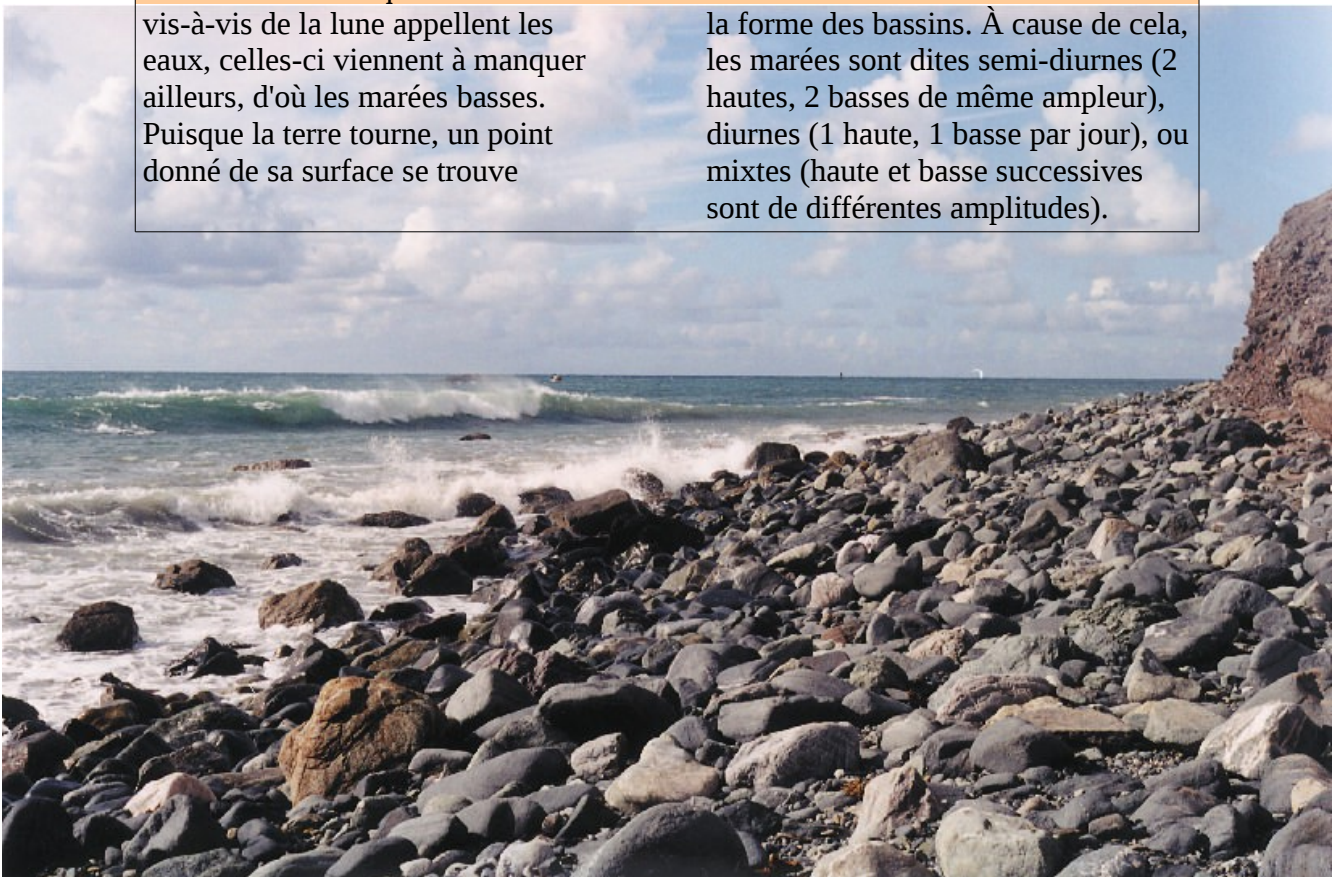 vis-à-vis de la lune appellent les
eaux, celles-ci viennent à manquer
ailleurs, d'où les marées basses.
Puisque la terre tourne, un point
donné de sa surface se trouve
la forme des bassins. À cause de cela,
les marées sont dites semi-diurnes (2
hautes, 2 basses de même ampleur),
diurnes (1 haute, 1 basse par jour), ou
mixtes (haute et basse successives
sont de différentes amplitudes).